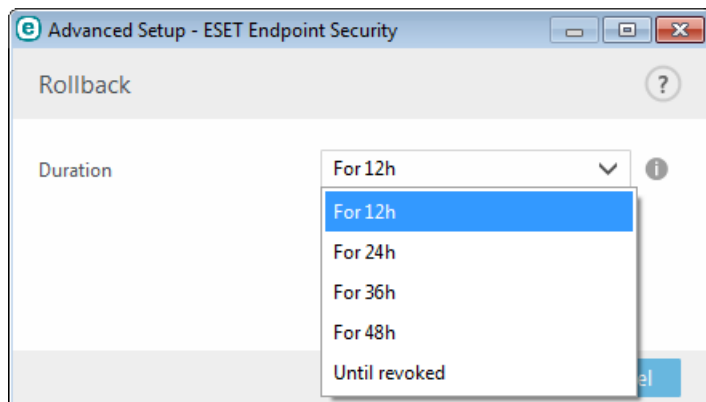 e Advanced Setup - ESET Endpoint Security
Rollback
?
Duration
For 12h
i
For 12h
For 24h
For 36h
For 48h
Until revoked